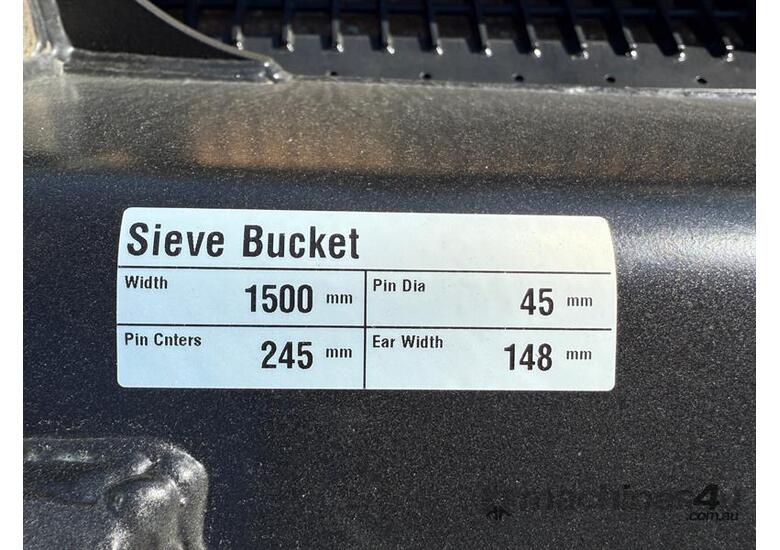 Sieve Bucket
Width 1500 mm
Pin Dia 45 mm
Pin Cnters 245 mm
Ear Width 148 mm
machines4u
.com.au